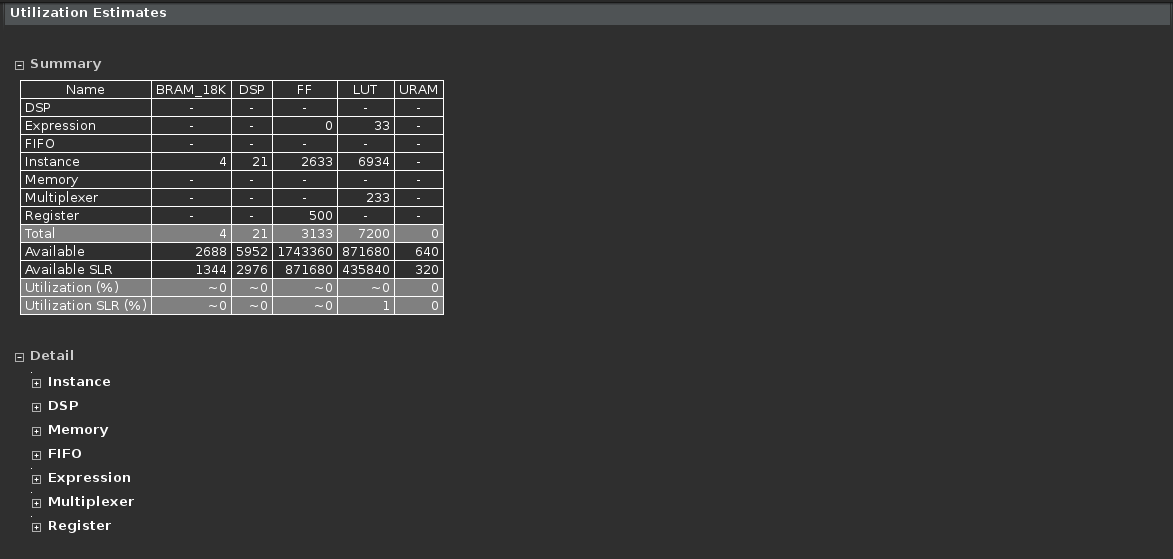 Utilization Estimates
Summary
Name BRAM_18K DSP FF LUT URAM
DSP - - - - -
Expression - - 0 33 -
FIFO - - - - -
Instance 4 21 2633 6934 -
Memory - - - - -
Multiplexer - - - 233 -
Register - - 500 - -
Total 4 21 3133 7200 0
Available 2688 5952 1743360 871680 640
Available SLR 1344 2976 871680 435840 320
Utilization (%) ~0 ~0 ~0 ~0 0
Utilization SLR (%) ~0 ~0 ~0 1 0
Detail
Instance
DSP
Memory
FIFO
Expression
Multiplexer
Register